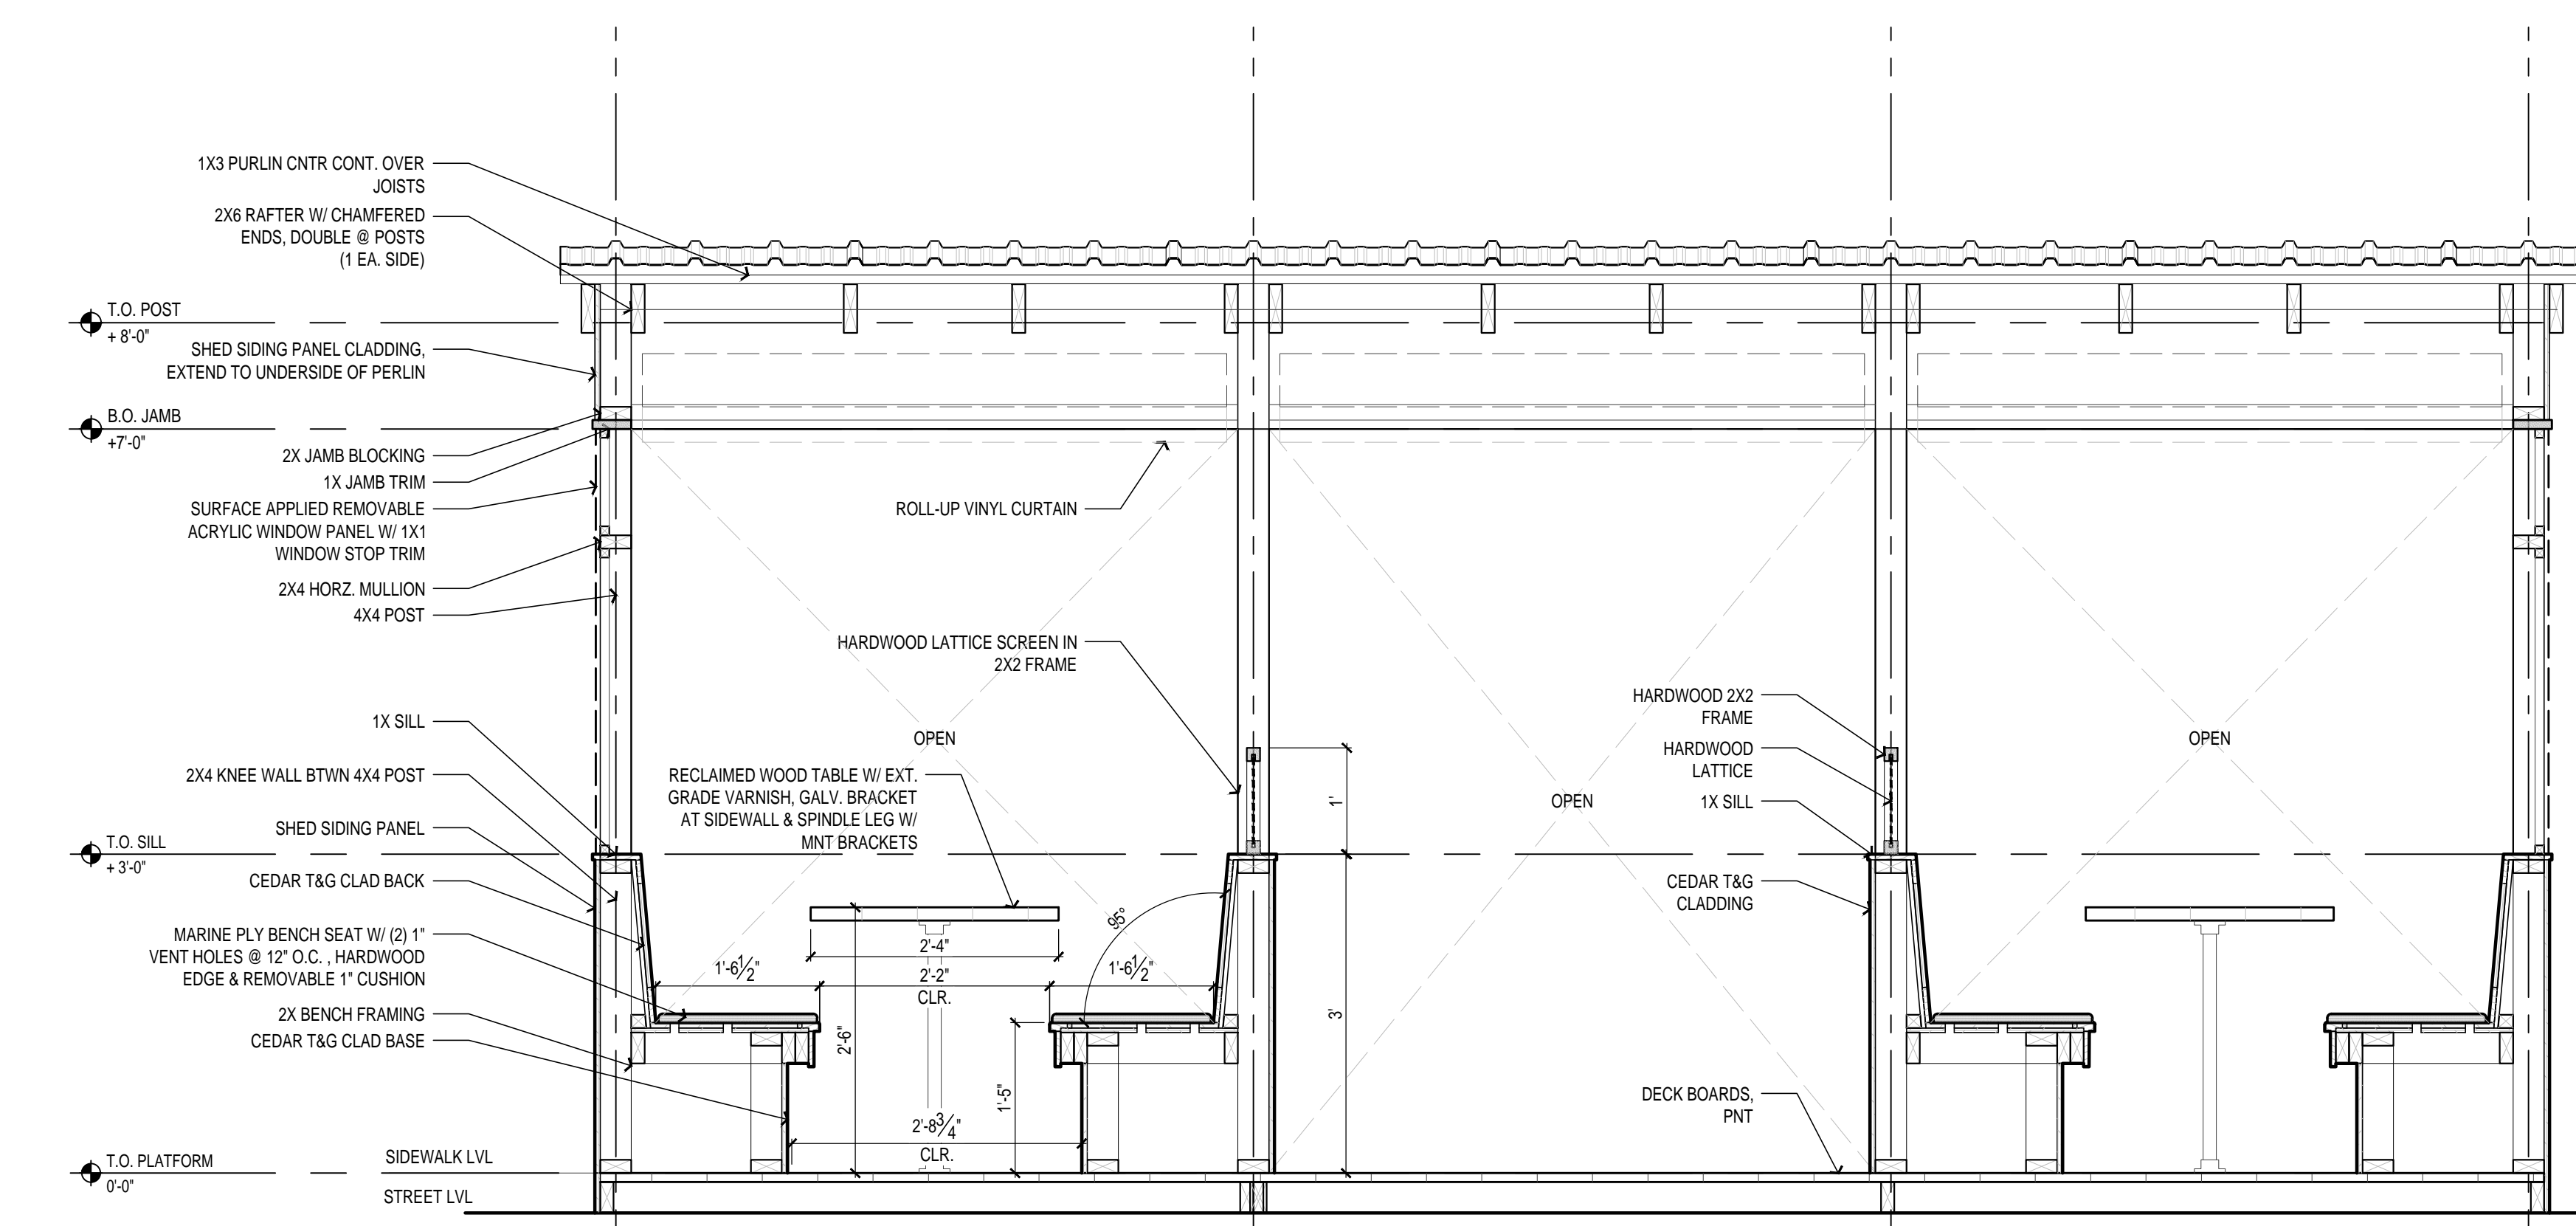 1X3 PURLIN CNTR CONT. OVER
JOISTS
2X6 RAFTER W/ CHAMFERED
ENDS, DOUBLE @ POSTS
(1 EA. SIDE)
T.O. POST
+ 8'-0"
SHED SIDING PANEL CLADDING,
EXTEND TO UNDERSIDE OF PERLIN
B.O. JAMB
+7'-0"
2X JAMB BLOCKING
1X JAMB TRIM
SURFACE APPLIED REMOVABLE
ACRYLIC WINDOW PANEL W/ 1X1
WINDOW STOP TRIM
2X4 HORZ. MULLION
4X4 POST
1X SILL
2X4 KNEE WALL BTWN 4X4 POST
SHED SIDING PANEL
T.O. SILL
+ 3'-0"
CEDAR T&G CLAD BACK
MARINE PLY BENCH SEAT W/ (2) 1"
VENT HOLES @ 12" O.C. , HARDWOOD
EDGE & REMOVABLE 1" CUSHION
2X BENCH FRAMING
CEDAR T&G CLAD BASE
T.O. PLATFORM
0'-0"
SIDEWALK LVL
STREET LVL
ROLL-UP VINYL CURTAIN
HARDWOOD LATTICE SCREEN IN
2X2 FRAME
OPEN
RECLAIMED WOOD TABLE W/ EXT.
GRADE VARNISH, GALV. BRACKET
AT SIDEWALL & SPINDLE LEG W/
MNT BRACKETS
95°
2'-4"
1'-6 1/2"
2'-2"
CLR.
1'-6 1/2"
2'-6"
1'-5"
2'-8 3/4"
CLR.
1'
3'
OPEN
HARDWOOD 2X2
FRAME
HARDWOOD
LATTICE
1X SILL
CEDAR T&G
CLADDING
DECK BOARDS,
PNT
OPEN